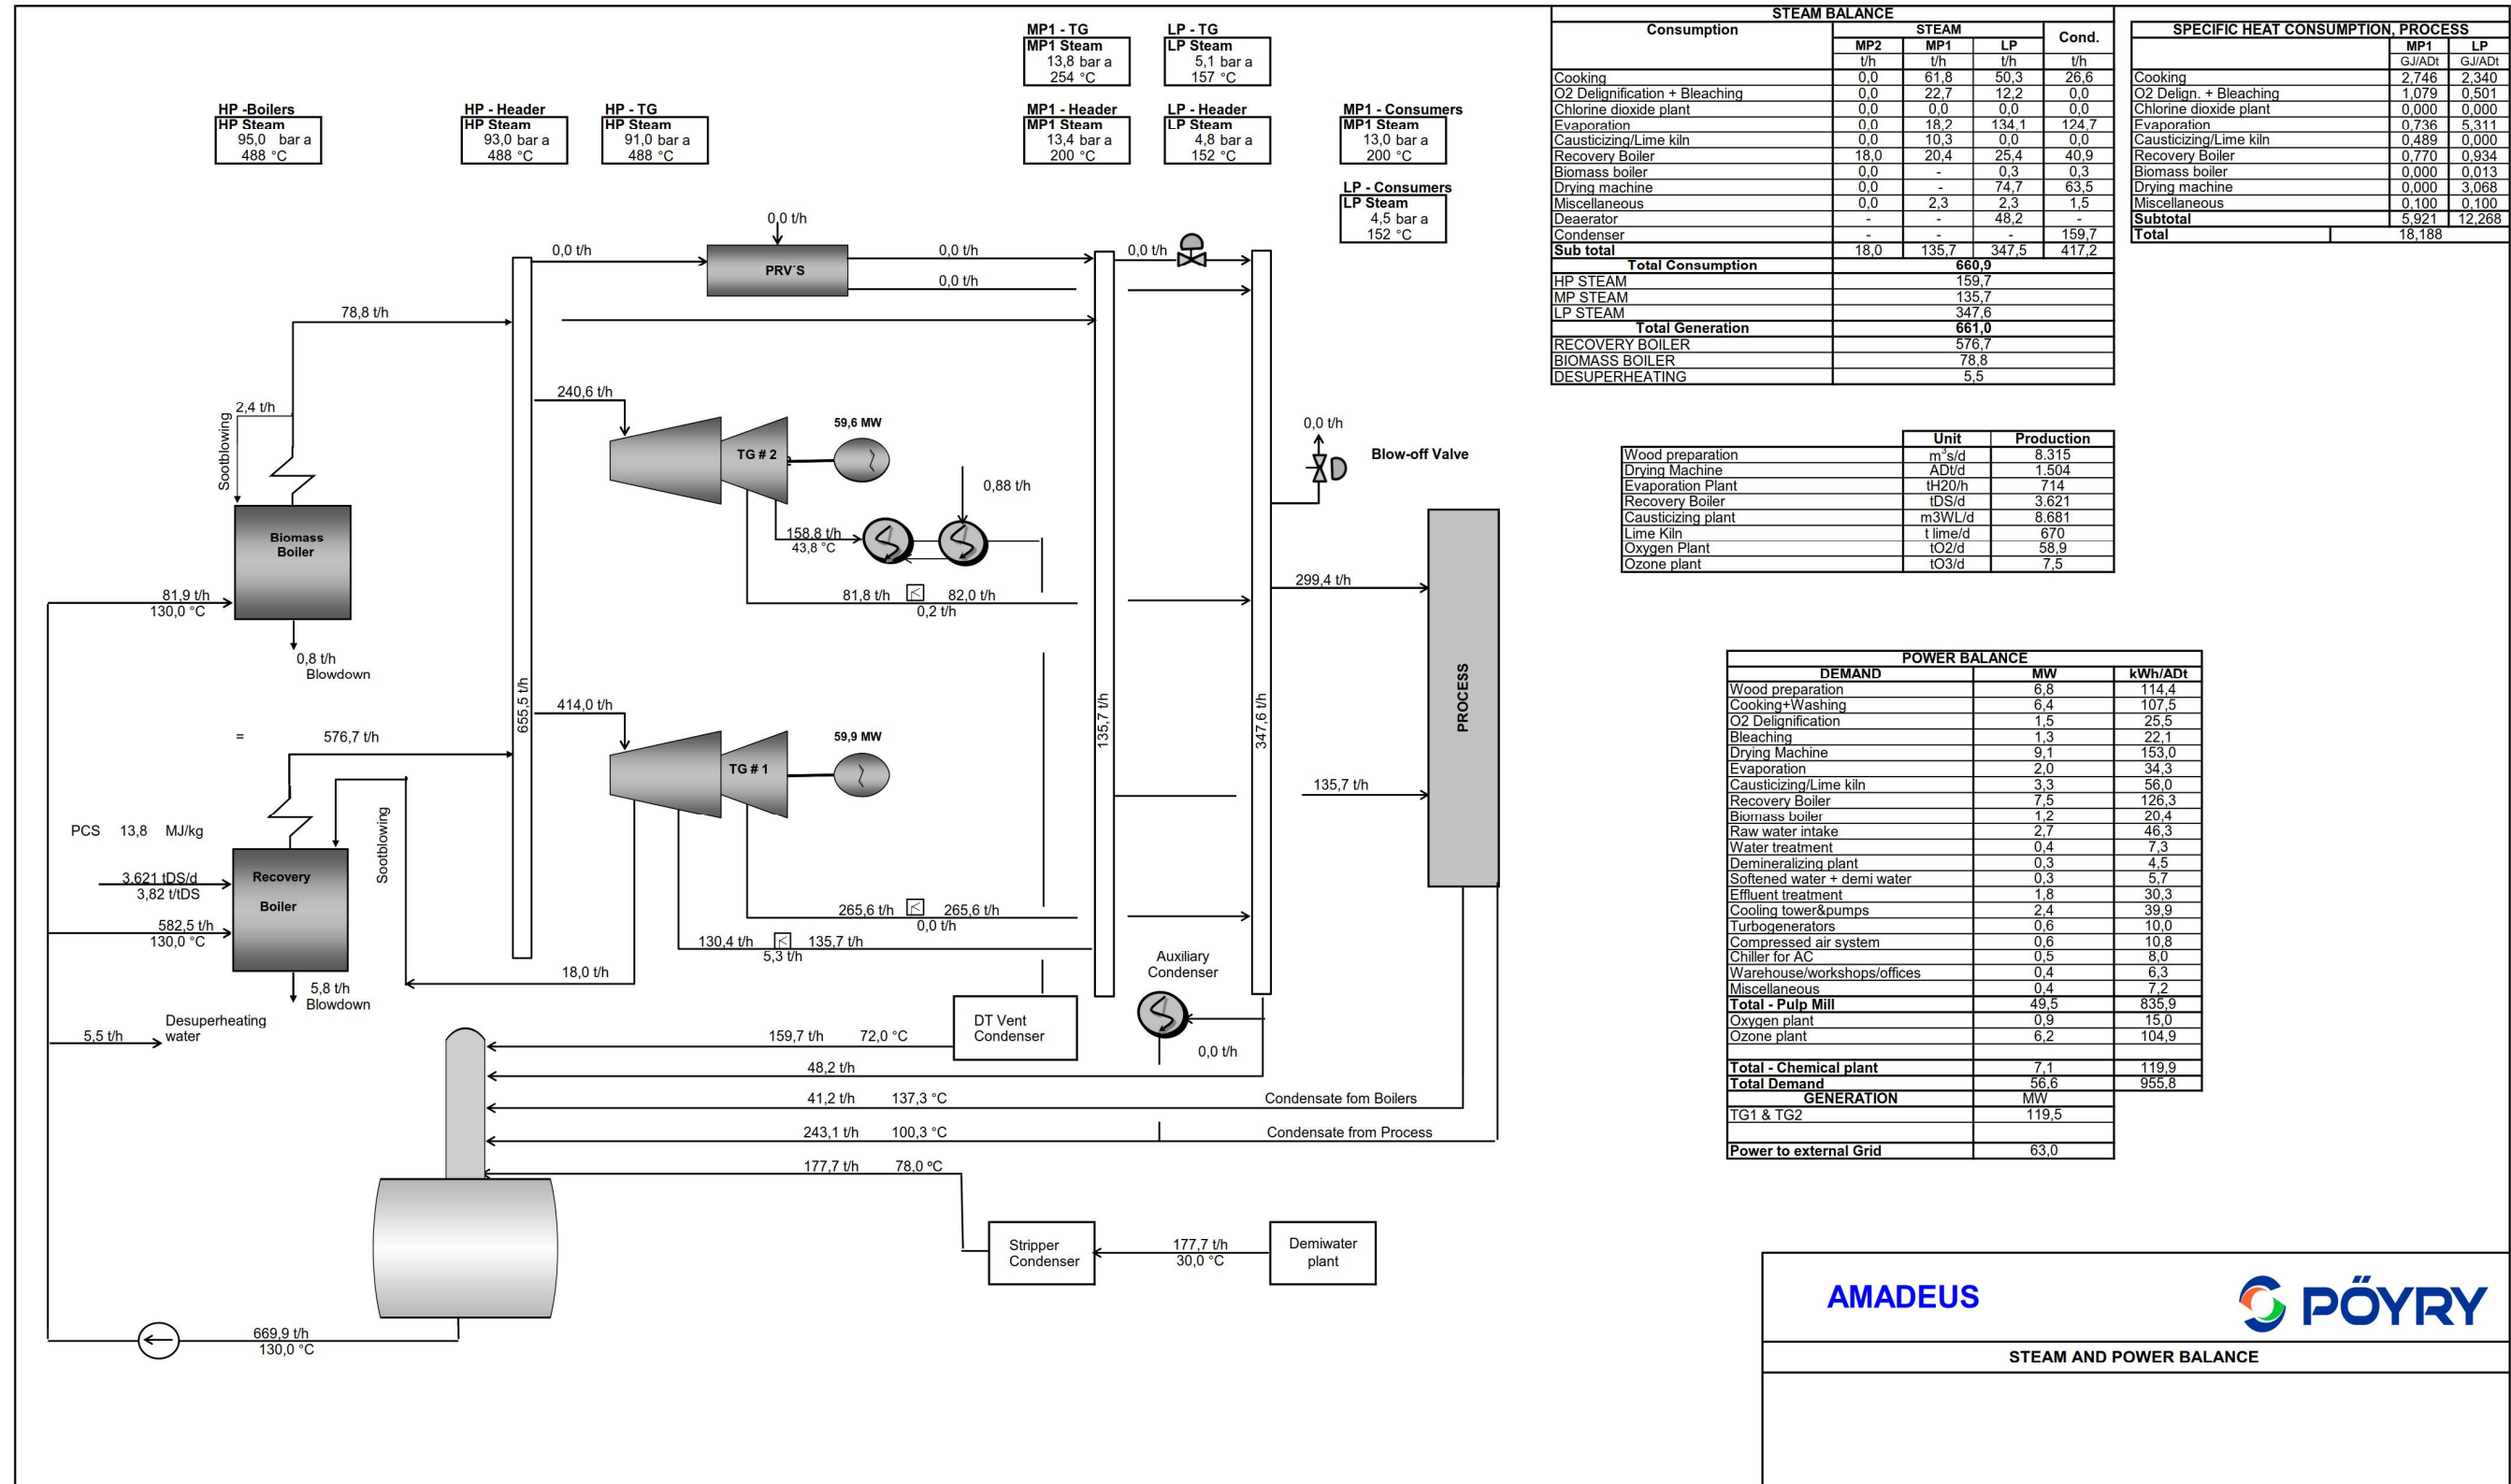 MP1 - TG
MP1 Steam
13,8 bar a
254 °C
LP - TG
LP Steam
5,1 bar a
157 °C
HP -Boilers
HP Steam
95,0 bar a
488 °C
HP - Header
HP Steam
93,0 bar a
488 °C
HP - TG
HP Steam
91,0 bar a
488 °C
MP1 - Header
MP1 Steam
13,4 bar a
200 °C
LP - Header
LP Steam
4,8 bar a
152 °C
MP1 - Consumers
MP1 Steam
13,0 bar a
200 °C
LP - Consumers
LP Steam
4,5 bar a
152 °C
0,0 t/h
0,0 t/h
PRV´S
0,0 t/h
0,0 t/h
0,0 t/h
78,8 t/h
2,4 t/h
Sootblowing
Biomass
Boiler
81,9 t/h
130,0 °C
0,8 t/h
Blowdown
240,6 t/h
TG # 2
59,6 MW
0,88 t/h
158,8 t/h
43,8 °C
81,8 t/h 82,0 t/h
0,2 t/h
0,0 t/h
Blow-off Valve
299,4 t/h
PROCESS
655,5 t/h
135,7 t/h
347,6 t/h
414,0 t/h
TG # 1
59,9 MW
135,7 t/h
= 576,7 t/h
PCS 13,8 MJ/kg
Sootblowing
Recovery
Boiler
3.621 tDS/d
3,82 t/tDS
582,5 t/h
130,0 °C
5,8 t/h
Blowdown
265,6 t/h 265,6 t/h
0,0 t/h
130,4 t/h 135,7 t/h
5,3 t/h
18,0 t/h
Auxiliary
Condenser
0,0 t/h
5,5 t/h
Desuperheating
water
DT Vent
Condenser
159,7 t/h 72,0 °C
48,2 t/h
41,2 t/h 137,3 °C Condensate fom Boilers
243,1 t/h 100,3 °C Condensate from Process
177,7 t/h 78,0 ºC
Stripper
Condenser
177,7 t/h
30,0 °C
Demiwater
plant
669,9 t/h
130,0 °C
STEAM BALANCE
Consumption STEAM Cond.
MP2 MP1 LP
t/h t/h t/h t/h
Cooking 0,0 61,8 50,3 26,6
O2 Delignification + Bleaching 0,0 22,7 12,2 0,0
Chlorine dioxide plant 0,0 0,0 0,0 0,0
Evaporation 0,0 18,2 134,1 124,7
Causticizing/Lime kiln 0,0 10,3 0,0 0,0
Recovery Boiler 18,0 20,4 25,4 40,9
Biomass boiler 0,0 - 0,3 0,3
Drying machine 0,0 - 74,7 63,5
Miscellaneous 0,0 2,3 2,3 1,5
Deaerator - - 48,2 -
Condenser - - - 159,7
Sub total 18,0 135,7 347,5 417,2
Total Consumption 660,9
HP STEAM 159,7
MP STEAM 135,7
LP STEAM 347,6
Total Generation 661,0
RECOVERY BOILER 576,7
BIOMASS BOILER 78,8
DESUPERHEATING 5,5
SPECIFIC HEAT CONSUMPTION, PROCESS
MP1 LP
GJ/ADt GJ/ADt
Cooking 2,746 2,340
O2 Delign. + Bleaching 1,079 0,501
Chlorine dioxide plant 0,000 0,000
Evaporation 0,736 5,311
Causticizing/Lime kiln 0,489 0,000
Recovery Boiler 0,770 0,934
Biomass boiler 0,000 0,013
Drying machine 0,000 3,068
Miscellaneous 0,100 0,100
Subtotal 5,921 12,268
Total 18,188
Unit Production
Wood preparation m³s/d 8.315
Drying Machine ADt/d 1.504
Evaporation Plant tH20/h 714
Recovery Boiler tDS/d 3.621
Causticizing plant m3WL/d 8.681
Lime Kiln t lime/d 670
Oxygen Plant tO2/d 58,9
Ozone plant tO3/d 7,5
POWER BALANCE
DEMAND MW kWh/ADt
Wood preparation 6,8 114,4
Cooking+Washing 6,4 107,5
O2 Delignification 1,5 25,5
Bleaching 1,3 22,1
Drying Machine 9,1 153,0
Evaporation 2,0 34,3
Causticizing/Lime kiln 3,3 56,0
Recovery Boiler 7,5 126,3
Biomass boiler 1,2 20,4
Raw water intake 2,7 46,3
Water treatment 0,4 7,3
Demineralizing plant 0,3 4,5
Softened water + demi water 0,3 5,7
Effluent treatment 1,8 30,3
Cooling tower&pumps 2,4 39,9
Turbogenerators 0,6 10,0
Compressed air system 0,6 10,8
Chiller for AC 0,5 8,0
Warehouse/workshops/offices 0,4 6,3
Miscellaneous 0,4 7,2
Total - Pulp Mill 49,5 835,9
Oxygen plant 0,9 15,0
Ozone plant 6,2 104,9
Total - Chemical plant 7,1 119,9
Total Demand 56,6 955,8
GENERATION MW
TG1 & TG2 119,5
Power to external Grid 63,0
AMADEUS
PÖYRY
STEAM AND POWER BALANCE